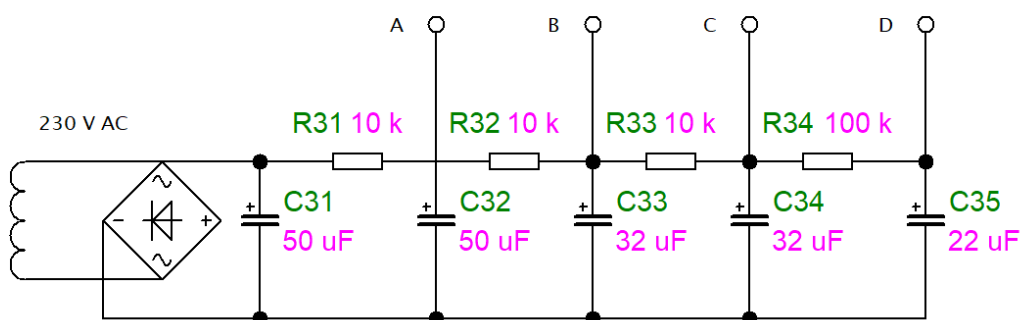 A B C D
230 V AC
R31 10 k R32 10 k R33 10 k R34 100 k
- +
+ C31 + C32 + C33 + C34 + C35
50 uF 50 uF 32 uF 32 uF 22 uF